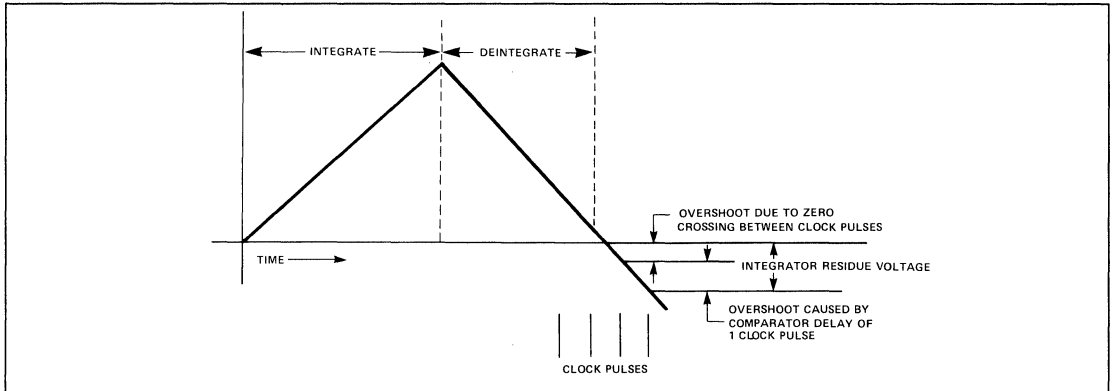 INTEGRATE
DEINTEGRATE
OVERSHOOT DUE TO ZERO
CROSSING BETWEEN CLOCK PULSES
TIME
INTEGRATOR RESIDUE VOLTAGE
OVERSHOOT CAUSED BY
COMPARATOR DELAY OF
1 CLOCK PULSE
CLOCK PULSES